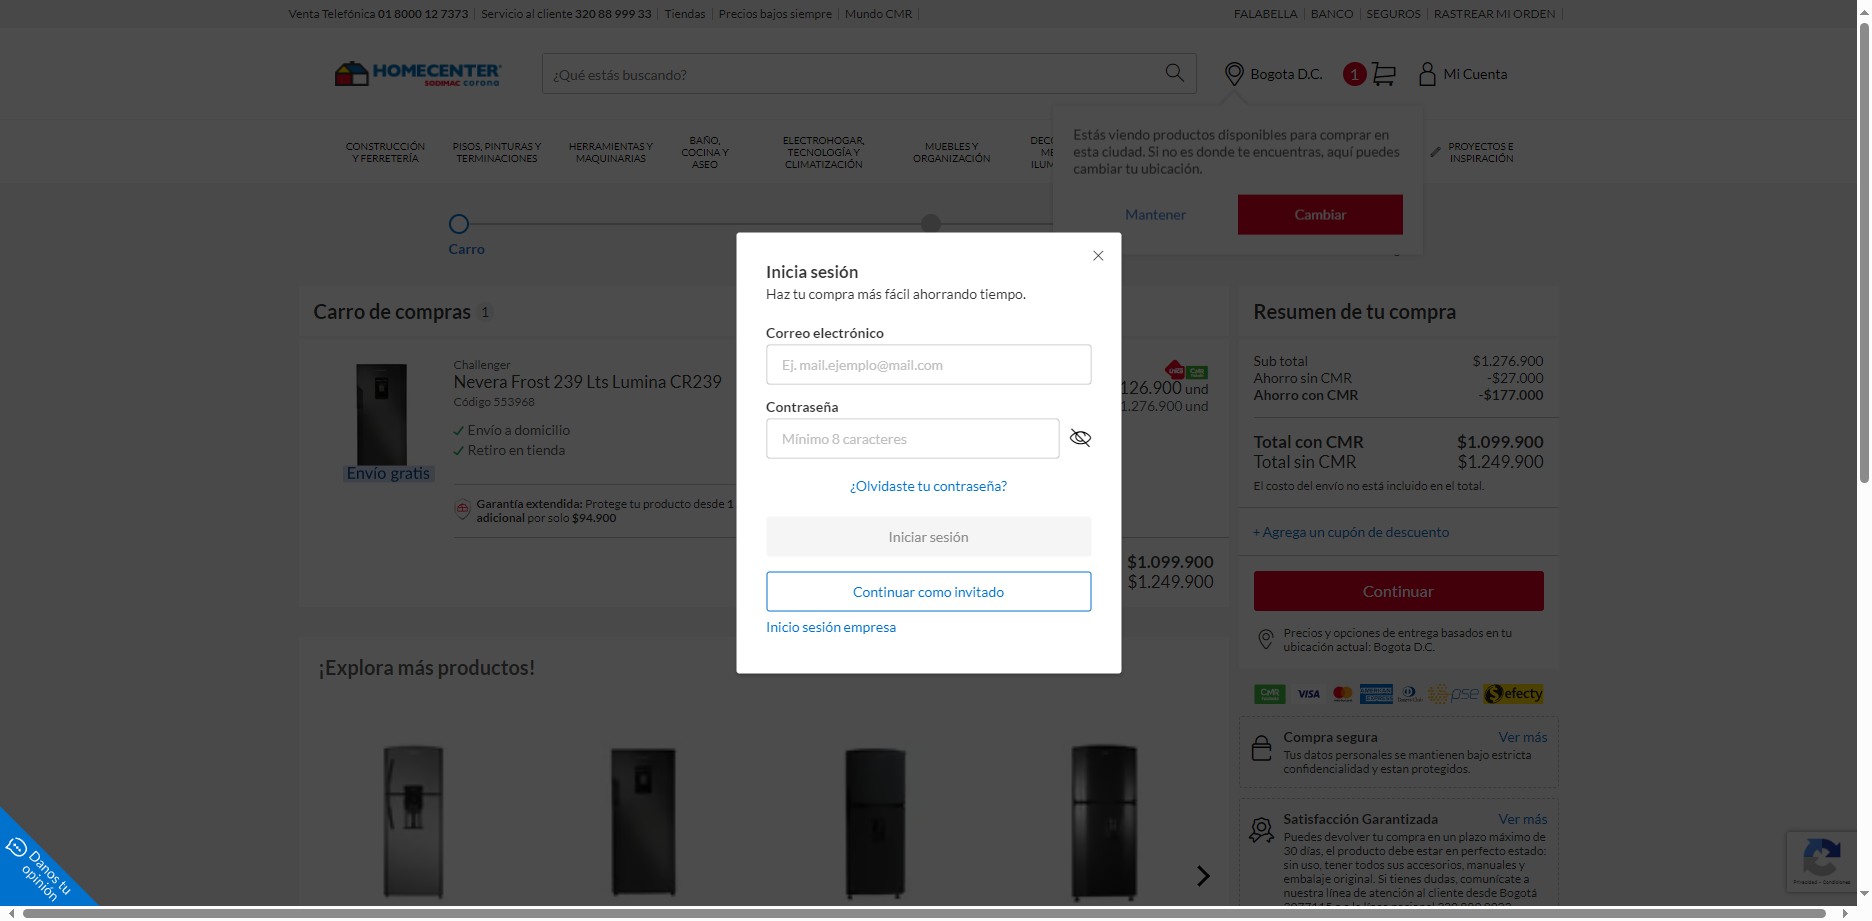 Venta Telefónica 01 8000 12 7373 Servicio al cliente 320 88 999 33 Tiendas Precios bajos siempre Mundo CMR
FALABELLA BANCO SEGUROS RASTREAR MI ORDEN
HOMECENTER
SODIMAC corona
¿Qué estás buscando?
Bogota D.C.
1
Mi Cuenta
CONSTRUCCIÓN
Y FERRETERÍA
PISOS, PINTURAS Y
TERMINACIONES
HERRAMIENTAS Y
MAQUINARIAS
BAÑO,
COCINA Y
ASEO
ELECTROHOGAR,
TECNOLOGÍA Y
CLIMATIZACIÓN
MUEBLES Y
ORGANIZACIÓN
PROYECTOS E
INSPIRACIÓN
Estás viendo productos disponibles para comprar en
esta ciudad. Si no es donde te encuentras, aquí puedes
cambiar tu ubicación.
Mantener
Cambiar
Carro
Inicia sesión
Haz tu compra más fácil ahorrando tiempo.
Correo electrónico
Ej. mail.ejemplo@mail.com
Contraseña
Mínimo 8 caracteres
¿Olvidaste tu contraseña?
Iniciar sesión
Continuar como invitado
Inicio sesión empresa
Carro de compras 1
Challenger
Nevera Frost 239 Lts Lumina CR239
Código 553968
Envío a domicilio
Retiro en tienda
Envío gratis
Garantía extendida: Protege tu producto desde 1
adicional por solo $94.900
126.900 und
1.276.900 und
$1.099.900
$1.249.900
¡Explora más productos!
Resumen de tu compra
Sub total $1.276.900
Ahorro sin CMR -$27.000
Ahorro con CMR -$177.000
Total con CMR $1.099.900
Total sin CMR $1.249.900
El costo del envío no está incluido en el total.
+ Agrega un cupón de descuento
Continuar
Precios y opciones de entrega basados en tu
ubicación actual: Bogota D.C.
CMR VISA AMERICAN EXPRESS pse efecty
Compra segura Ver más
Tus datos personales se mantienen bajo estricta
confidencialidad y estan protegidos.
Satisfacción Garantizada Ver más
Puedes devolver tu compra en un plazo máximo de
30 días, el producto debe estar en perfecto estado:
sin uso, tener todos sus accesorios, manuales y
embalaje original. Si tienes dudas, comunícate a
nuestra línea de atención al cliente desde Bogotá
Danos tu
opinión
Privacidad - Condiciones